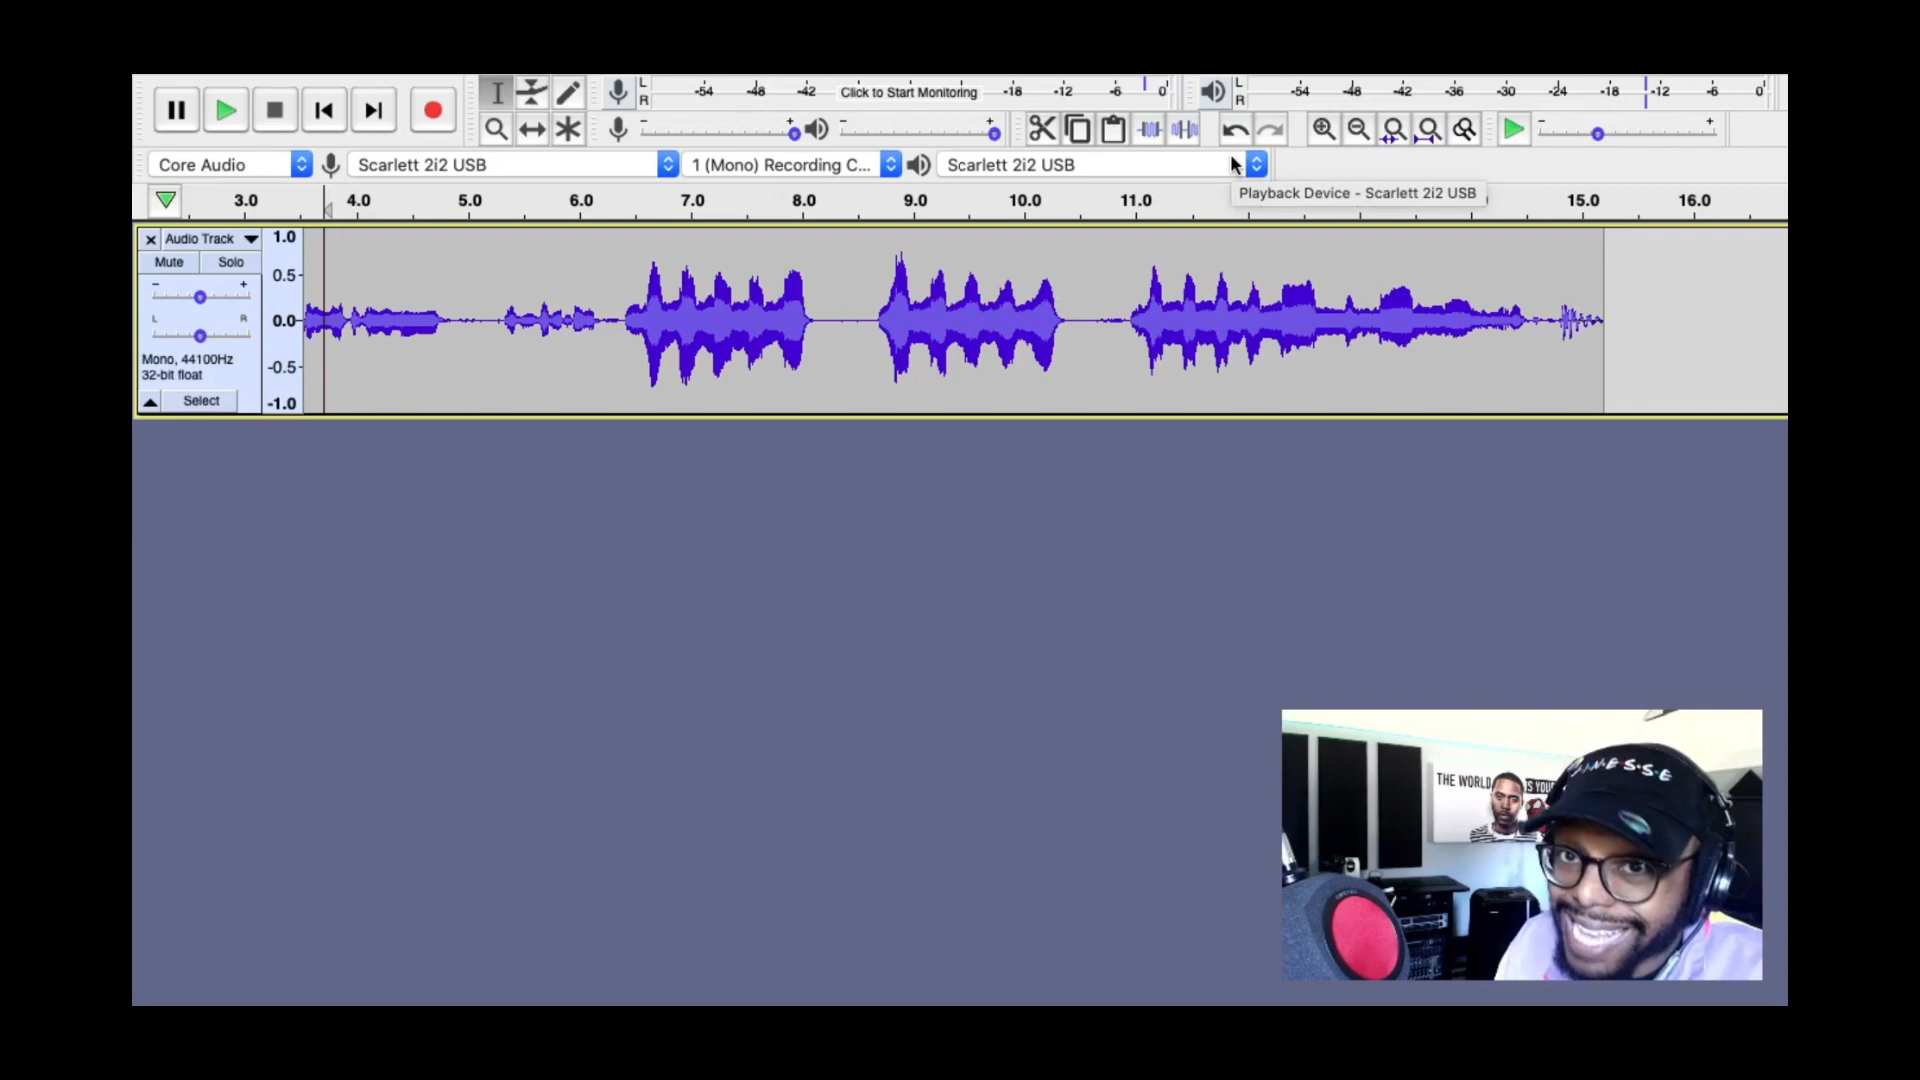 L
R
-54 -48 -42 Click to Start Monitoring -18 -12 -6 0
L
R
-54 -48 -42 -36 -30 -24 -18 -12 -6 0
Core Audio
Scarlett 2i2 USB
1 (Mono) Recording C...
Scarlett 2i2 USB
3.0 4.0 5.0 6.0 7.0 8.0 9.0 10.0 11.0 15.0 16.0
Playback Device - Scarlett 2i2 USB
Audio Track
Mute Solo
- +
L R
Mono, 44100Hz
32-bit float
Select
1.0
0.5
0.0
-0.5
-1.0
THE WORLD IS YOU